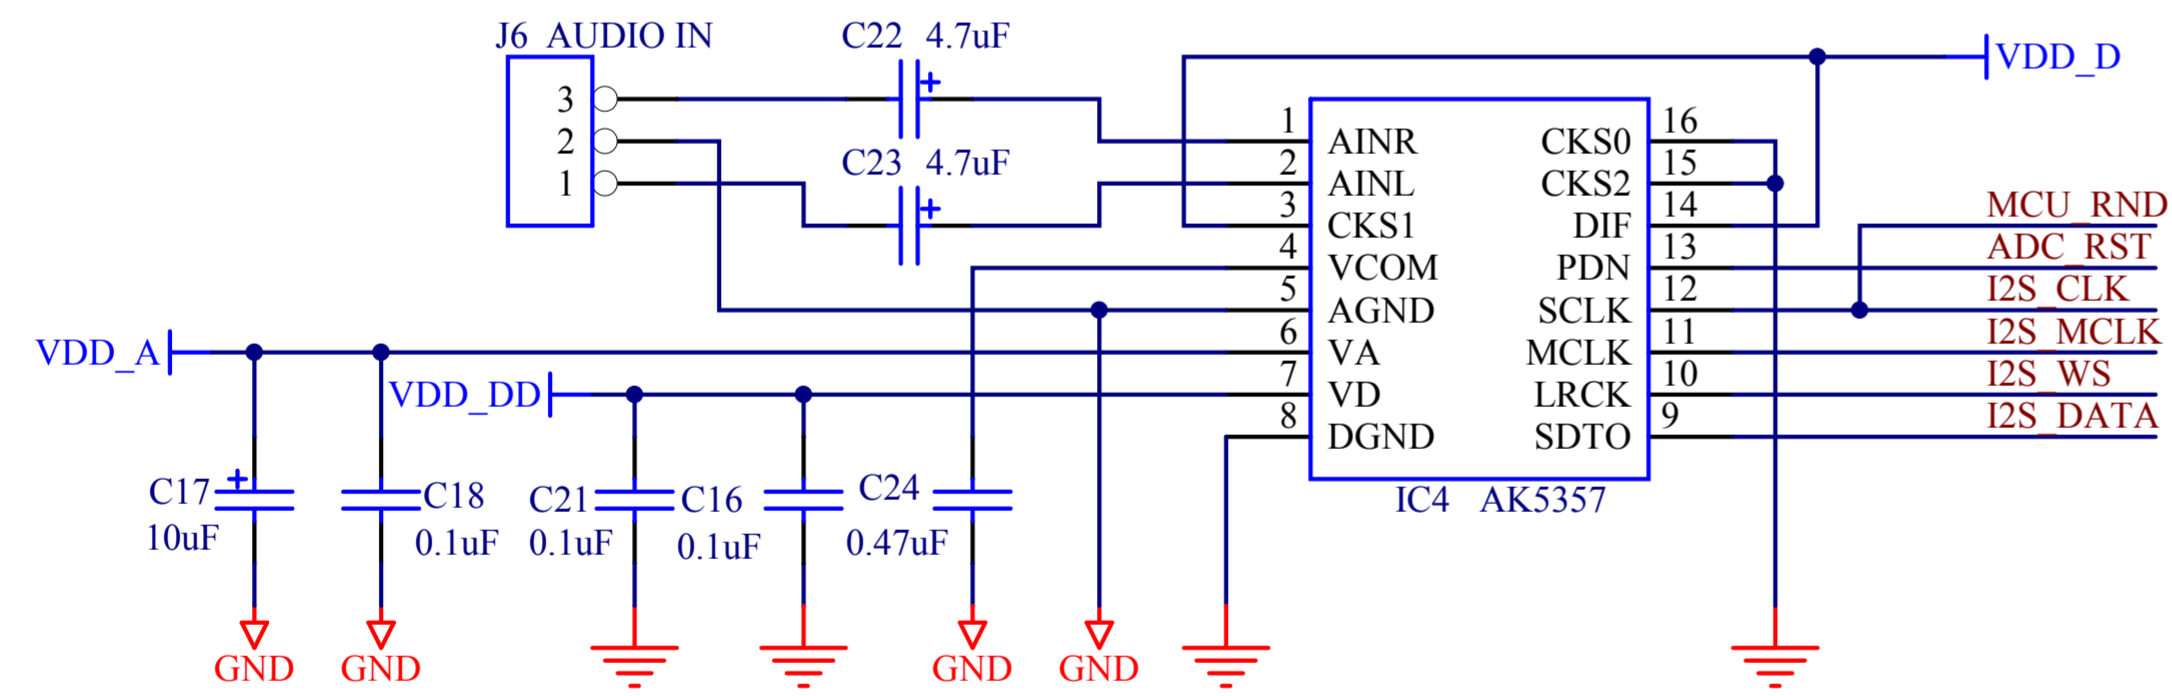 J6 AUDIO IN
C22 4.7uF
VDD_D
3
2
1
C23 4.7uF
1
2
3
4
5
6
7
8
AINR
AINL
CKS1
VCOM
AGND
VA
VD
DGND
CKS0
CKS2
DIF
PDN
SCLK
MCLK
LRCK
SDTO
16
15
14
13
12
11
10
9
MCU_RND
ADC_RST
I2S_CLK
I2S_MCLK
I2S_WS
I2S_DATA
IC4 AK5357
VDD_A
VDD_DD
+
+
+
C17
10uF
C18
0.1uF
C21
0.1uF
C16
0.1uF
C24
0.47uF
GND
GND
GND
GND